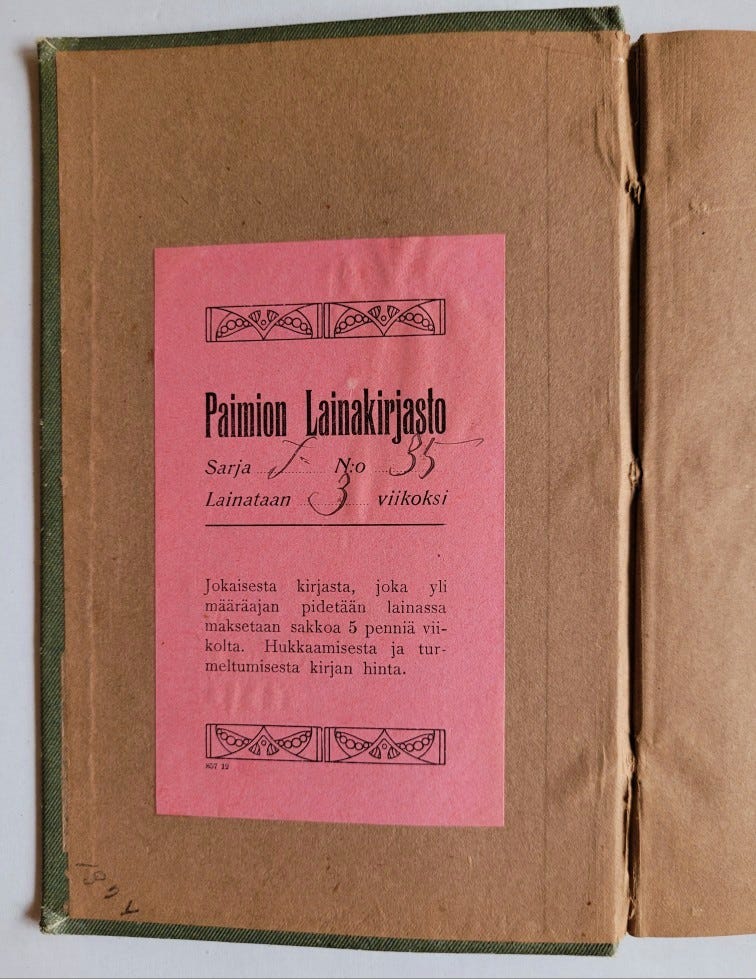 Paimion Lainakirjasto
Sarja N:o 35
Lainataan 3 viikoksi
Jokaisesta kirjasta, joka yli
määräajan pidetään lainassa
maksetaan sakkoa 5 penniä vii-
kolta. Hukkaamisesta ja tur-
meltumisesta kirjan hinta.